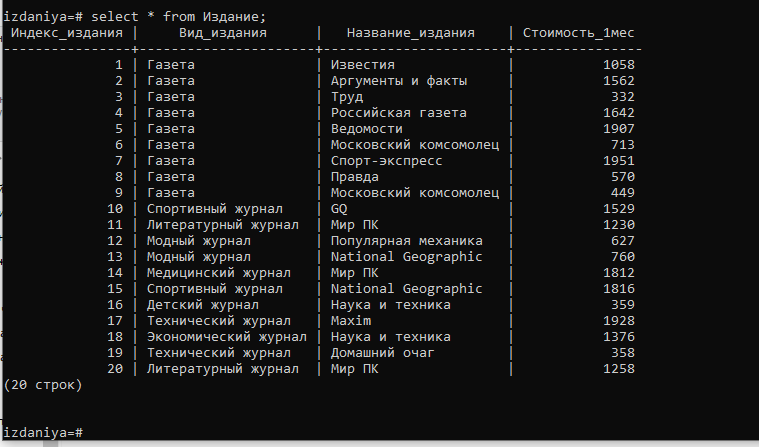 izdaniya=# select * from Издание;
Индекс_издания | Вид_издания | Название_издания | Стоимость_1мес
---------------+----------------------+-----------------------+---------------
1 | Газета | Известия | 1058
2 | Газета | Аргументы и факты | 1562
3 | Газета | Труд | 332
4 | Газета | Российская газета | 1642
5 | Газета | Ведомости | 1907
6 | Газета | Московский комсомолец | 713
7 | Газета | Спорт-экспресс | 1951
8 | Газета | Правда | 570
9 | Газета | Московский комсомолец | 449
10 | Спортивный журнал | GQ | 1529
11 | Литературный журнал | Мир ПК | 1230
12 | Модный журнал | Популярная механика | 627
13 | Модный журнал | National Geographic | 760
14 | Медицинский журнал | Мир ПК | 1812
15 | Спортивный журнал | National Geographic | 1816
16 | Детский журнал | Наука и техника | 359
17 | Технический журнал | Maxim | 1928
18 | Экономический журнал | Наука и техника | 1376
19 | Технический журнал | Домашний очаг | 358
20 | Литературный журнал | Мир ПК | 1258
(20 строк)
izdaniya=#